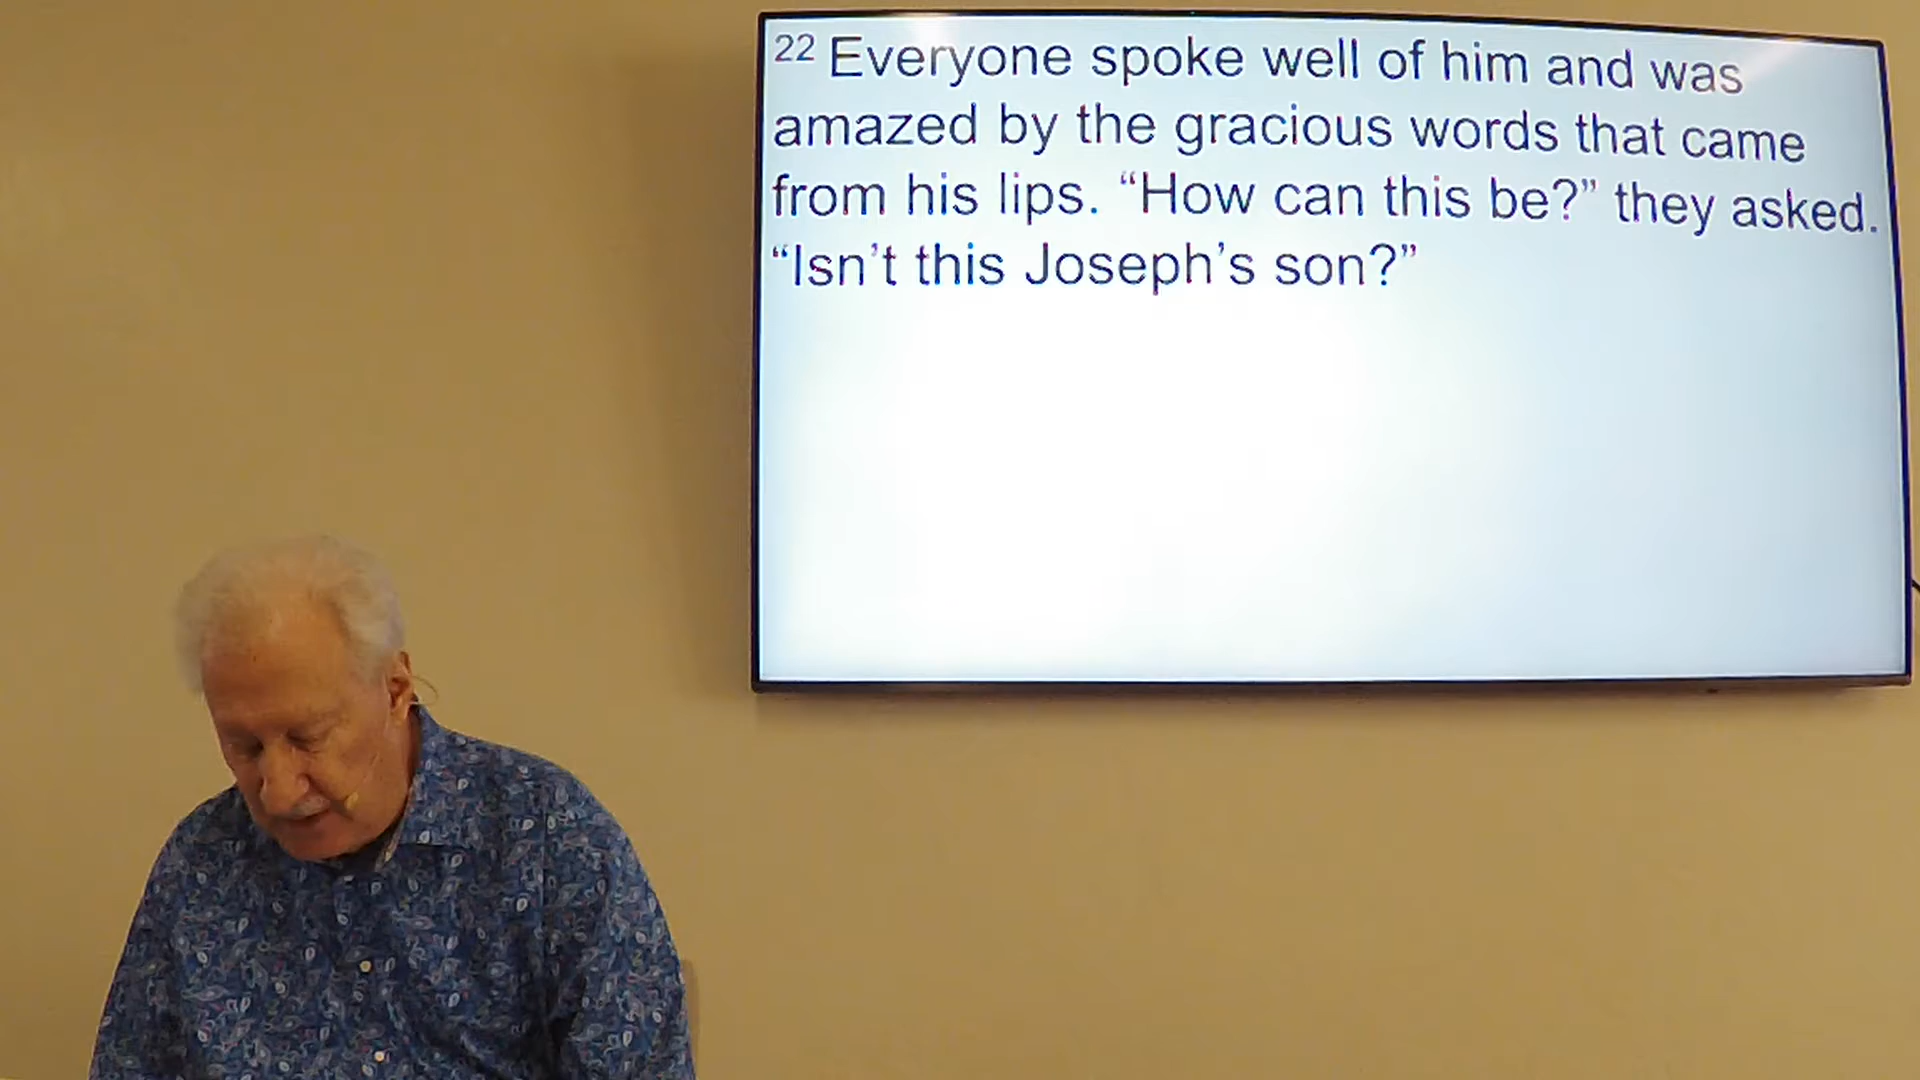 22 Everyone spoke well of him and was
amazed by the gracious words that came
from his lips. “How can this be?” they asked.
“Isn’t this Joseph’s son?”